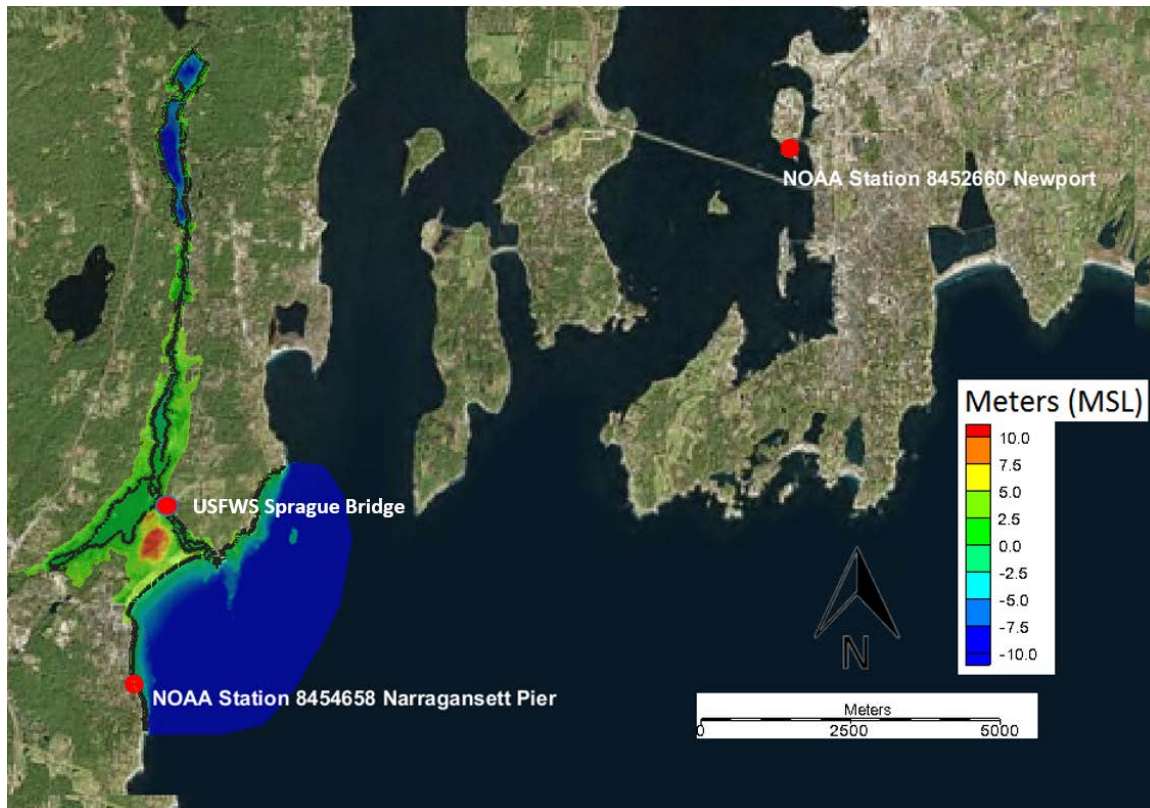 NOAA Station 8452660 Newport
Meters (MSL)
10.0
7.5
5.0
2.5
0.0
-2.5
-5.0
-7.5
-10.0
USFWS Sprague Bridge
N
NOAA Station 8454658 Narragansett Pier
Meters
0 2500 5000